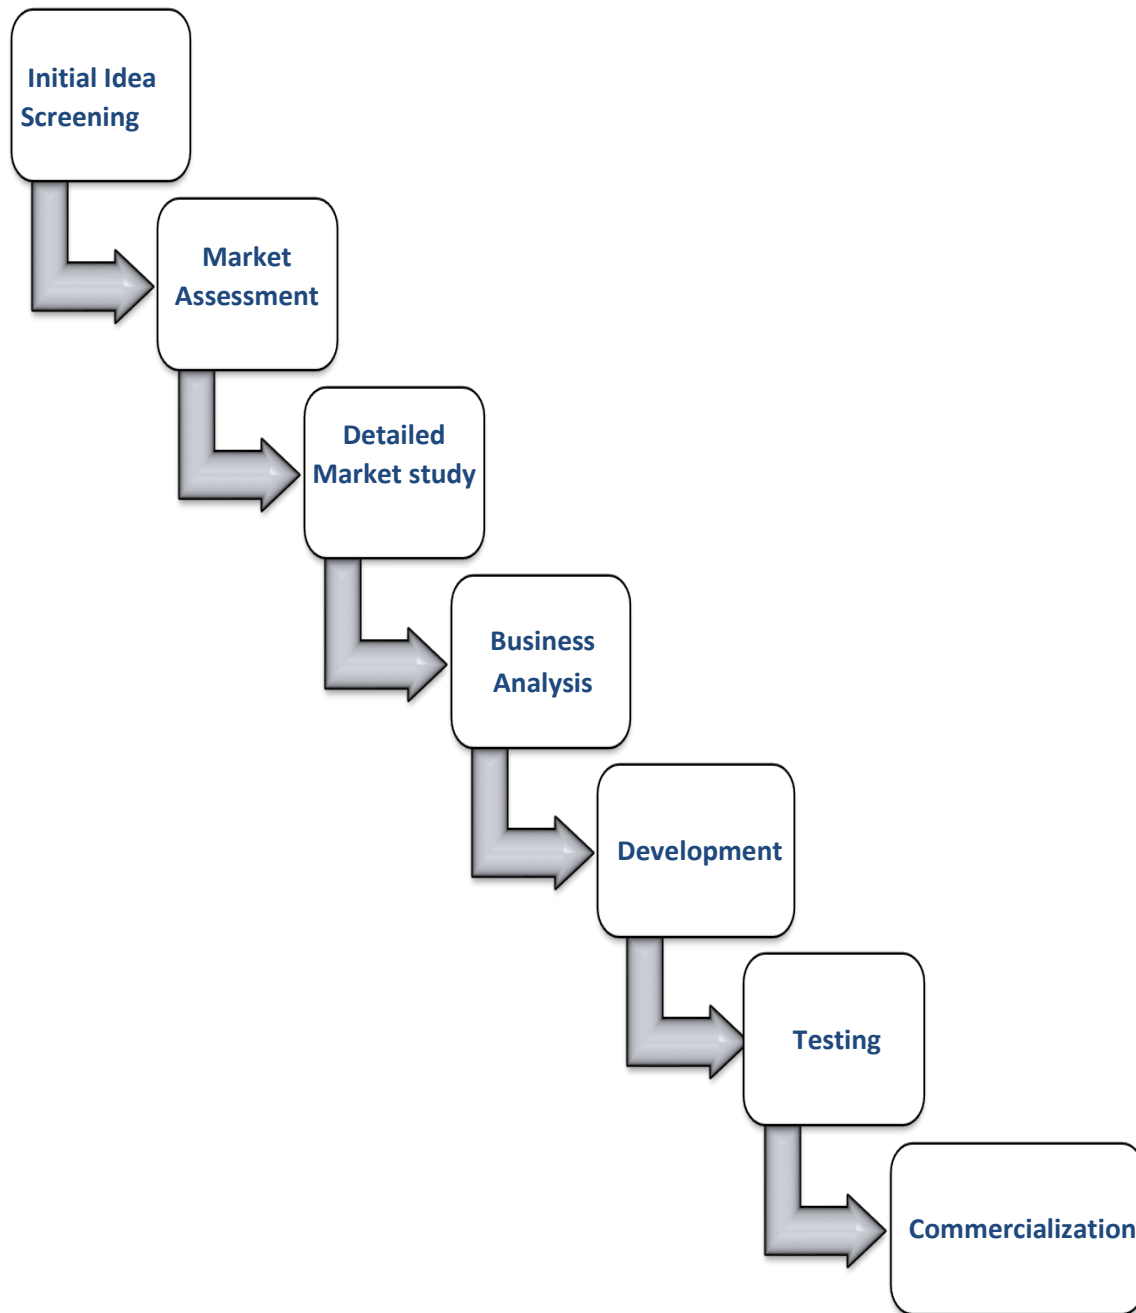 Initial Idea
Screening
Market
Assessment
Detailed
Market study
Business
Analysis
Development
Testing
Commercialization